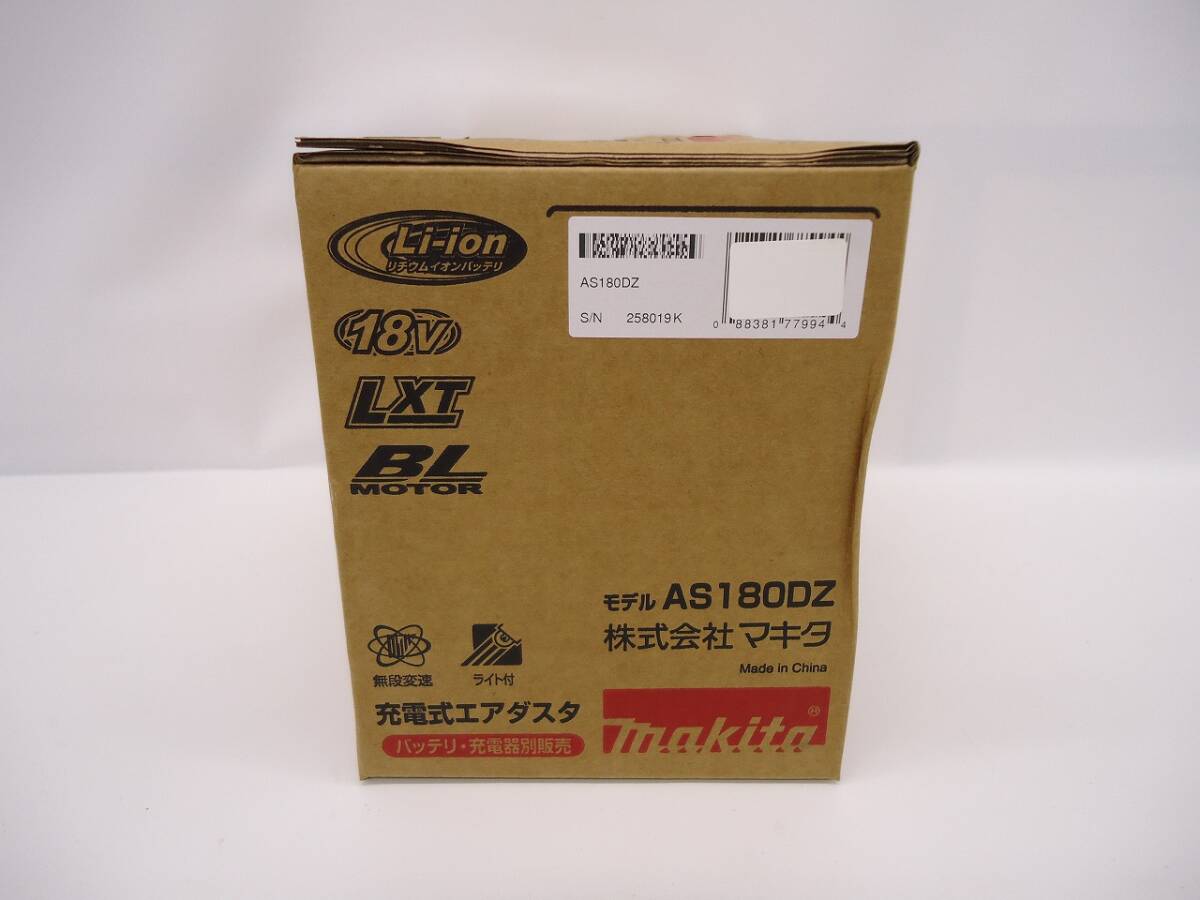 Li-ion
リチウムイオンバッテリ
18V
LXT
BL
MOTOR
AS180DZ
S/N 258019K
0 88381 77994 4
モデル AS180DZ
株式会社マキタ
Made in China
無段変速
ライト付
充電式エアダスタ
バッテリ・充電器別販売
makita®